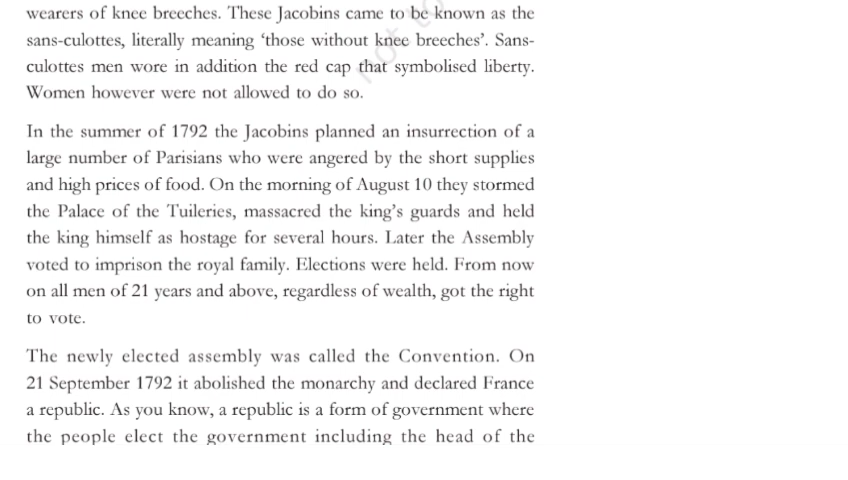 wearers of knee breeches. These Jacobins came to be known as the
sans-culottes, literally meaning ‘those without knee breeches’. Sans-
culottes men wore in addition the red cap that symbolised liberty.
Women however were not allowed to do so.
In the summer of 1792 the Jacobins planned an insurrection of a
large number of Parisians who were angered by the short supplies
and high prices of food. On the morning of August 10 they stormed
the Palace of the Tuileries, massacred the king’s guards and held
the king himself as hostage for several hours. Later the Assembly
voted to imprison the royal family. Elections were held. From now
on all men of 21 years and above, regardless of wealth, got the right
to vote.
The newly elected assembly was called the Convention. On
21 September 1792 it abolished the monarchy and declared France
a republic. As you know, a republic is a form of government where
the people elect the government including the head of the
not to